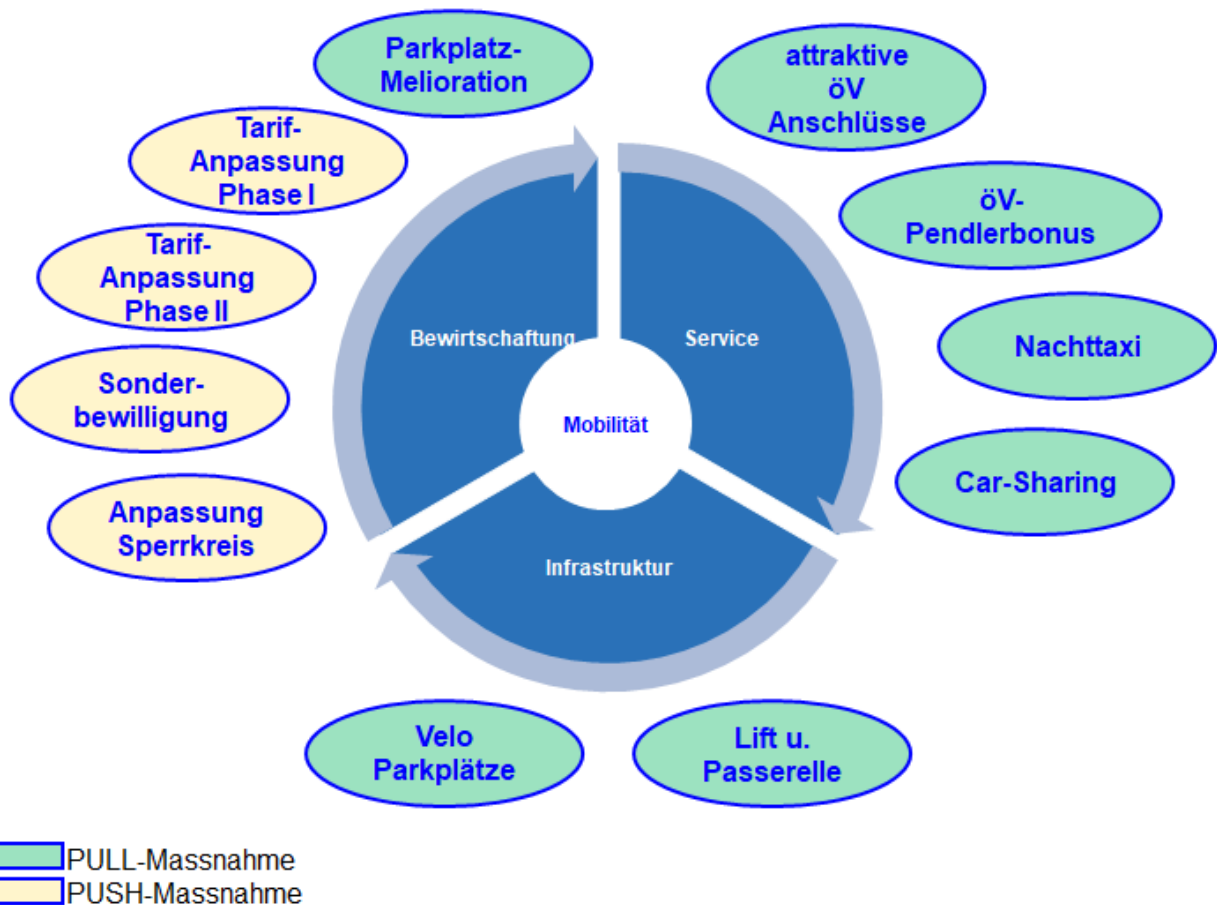 Parkplatz-
Melioration
attraktive
öV
Anschlüsse
Tarif-
Anpassung
Phase I
öV-
Pendlerbonus
Tarif-
Anpassung
Phase II
Bewirtschaftung
Service
Nachttaxi
Sonder-
bewilligung
Mobilität
Car-Sharing
Anpassung
Sperrkreis
Infrastruktur
Velo
Parkplätze
Lift u.
Passerelle
PULL-Massnahme
PUSH-Massnahme